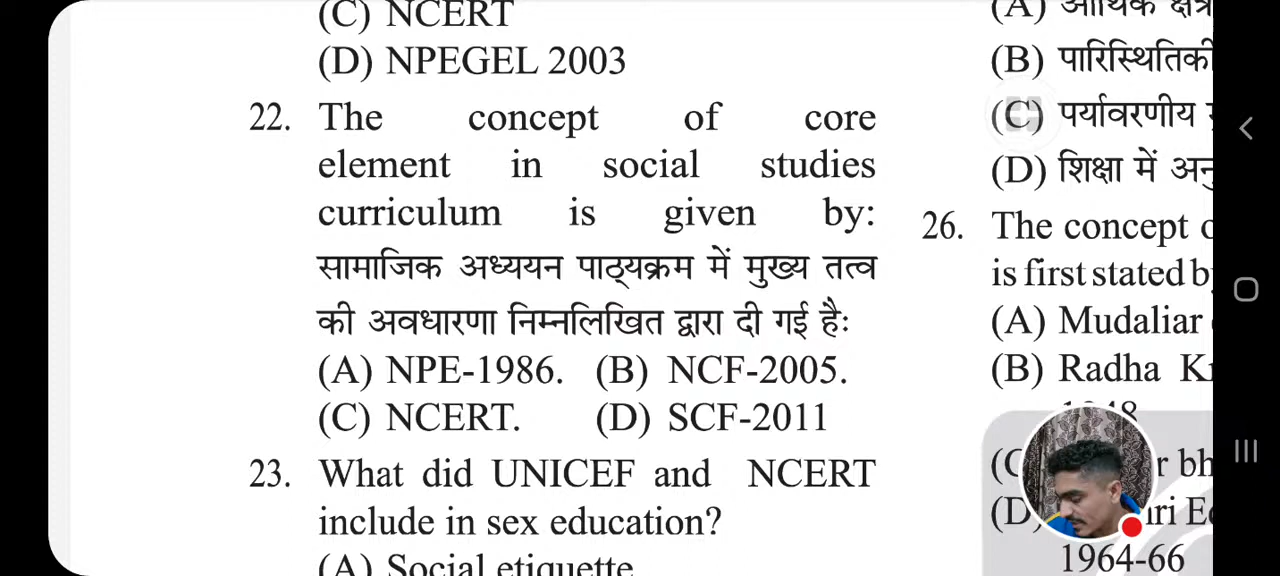 (C) NCERT
(D) NPEGEL 2003
22. The concept of core
element in social studies
curriculum is given by:
सामाजिक अध्ययन पाठ्यक्रम में मुख्य तत्व
की अवधारणा निम्नलिखित द्वारा दी गई हैः
(A) NPE-1986. (B) NCF-2005.
(C) NCERT. (D) SCF-2011
23. What did UNICEF and NCERT
include in sex education?
(A) Social etiquette
(A) आर्थिक क्षेत्र
(B) पारिस्थितिकी
(C) पर्यावरणीय
(D) शिक्षा में
26. The concept
is first stated
(A) Mudaliar
(B) Radha
(D)
1964-66